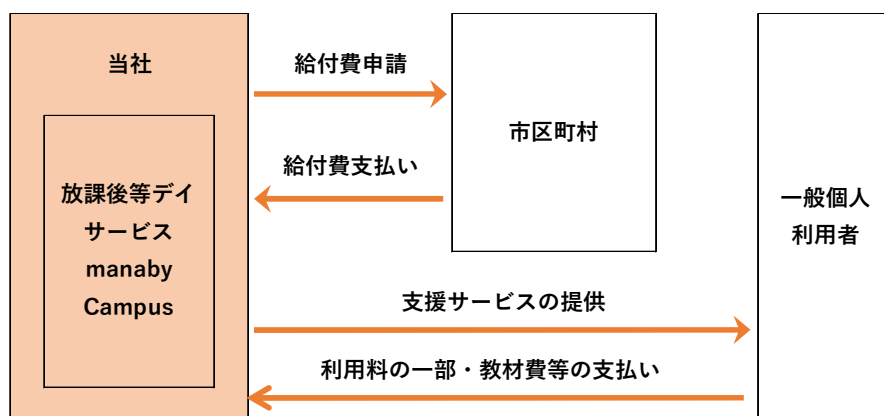 当社
放課後等デイ
サービス
manaby
Campus
給付費申請
給付費支払い
市区町村
一般個人
利用者
支援サービスの提供
利用料の一部・教材費等の支払い